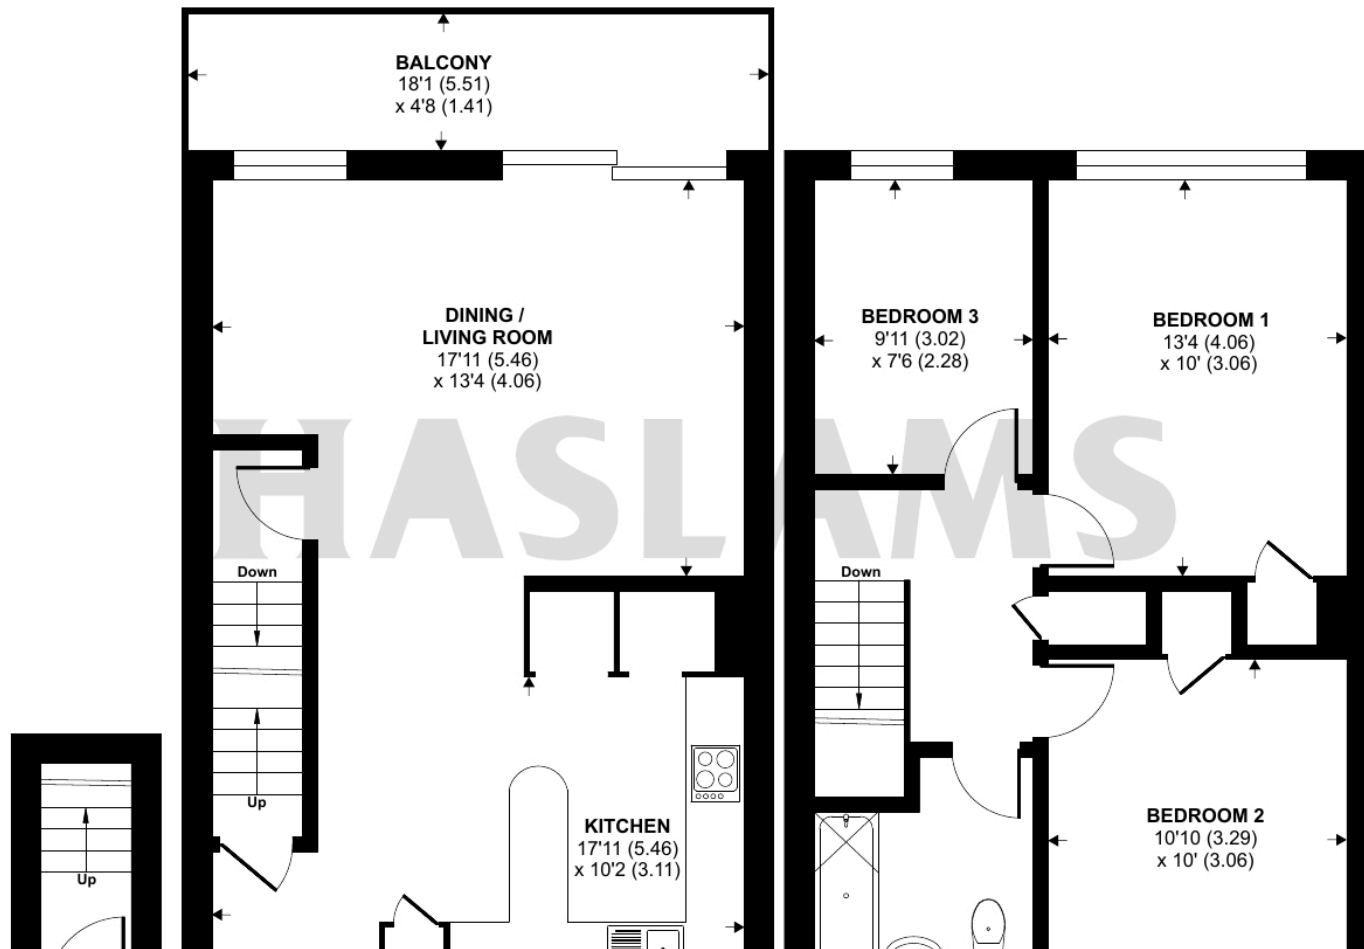 BALCONY
18'1 (5.51)
x 4'8 (1.41)
DINING /
LIVING ROOM
17'11 (5.46)
x 13'4 (4.06)
BEDROOM 3
9'11 (3.02)
x 7'6 (2.28)
BEDROOM 1
13'4 (4.06)
x 10' (3.06)
HASLAMS
Down
Down
Up
KITCHEN
17'11 (5.46)
x 10'2 (3.11)
BEDROOM 2
10'10 (3.29)
x 10' (3.06)
Up